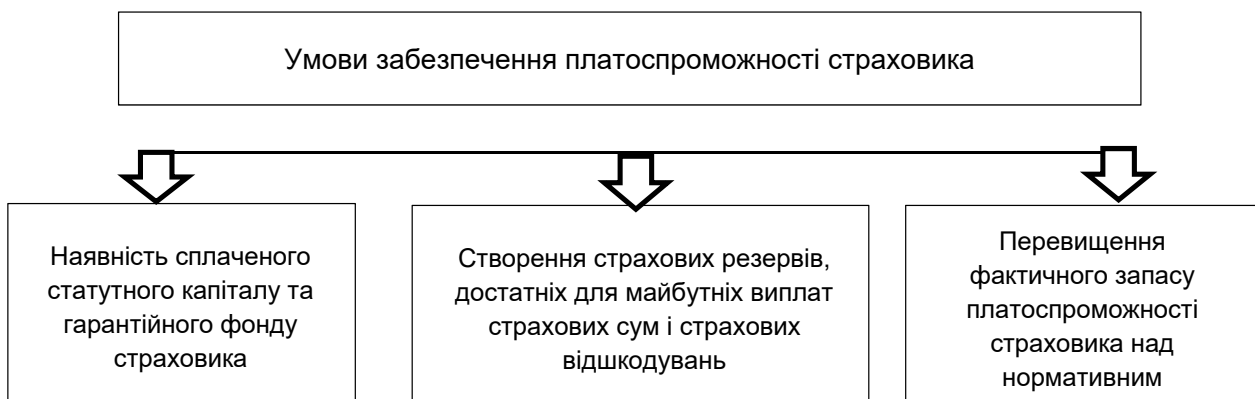 Умови забезпечення платоспроможності страховика
Наявність сплаченого
статутного капіталу та
гарантійного фонду
страховика
Створення страхових резервів,
достатніх для майбутніх виплат
страхових сум і страхових
відшкодувань
Перевищення
фактичного запасу
платоспроможності
страховика над
нормативним